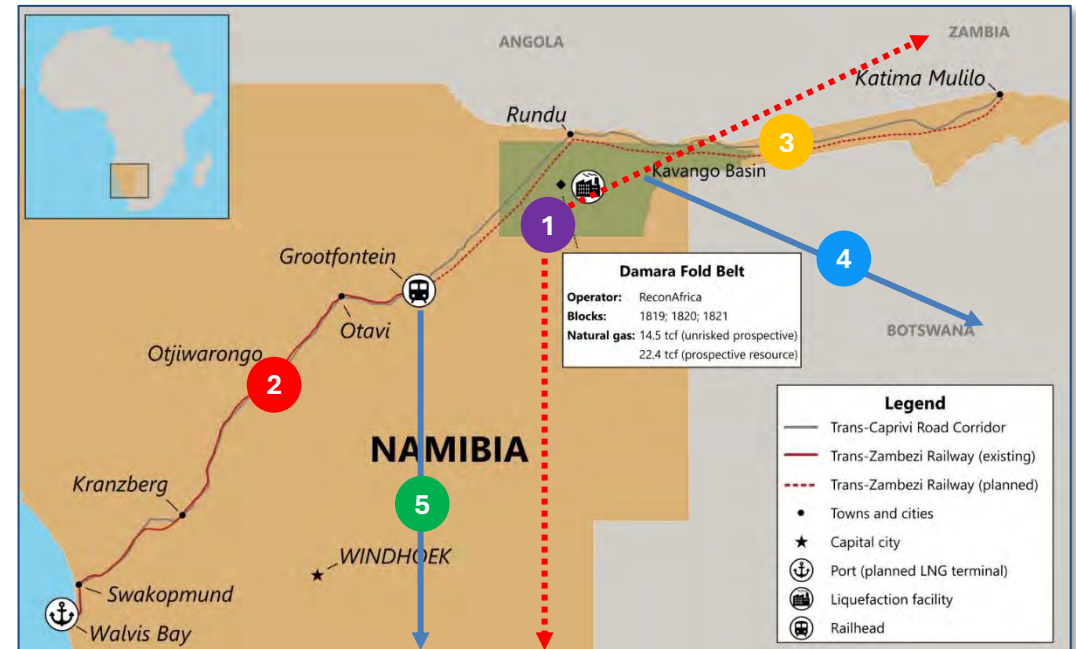 ANGOLA
ZAMBIA
Katima Mulilo
Rundu
3
Kavango Basin
1
4
Grootfontein
Damara Fold Belt
Operator: ReconAfrica
Blocks: 1819; 1820; 1821
Natural gas: 14.5 tcf (unrisked prospective)
22.4 tcf (prospective resource)
Otavi
BOTSWANA
Otjiwarongo
2
NAMIBIA
Legend
Trans-Caprivi Road Corridor
Trans-Zambezi Railway (existing)
Trans-Zambezi Railway (planned)
Towns and cities
Capital city
Port (planned LNG terminal)
Liquefaction facility
Railhead
Kranzberg
5
WINDHOEK
Swakopmund
Walvis Bay